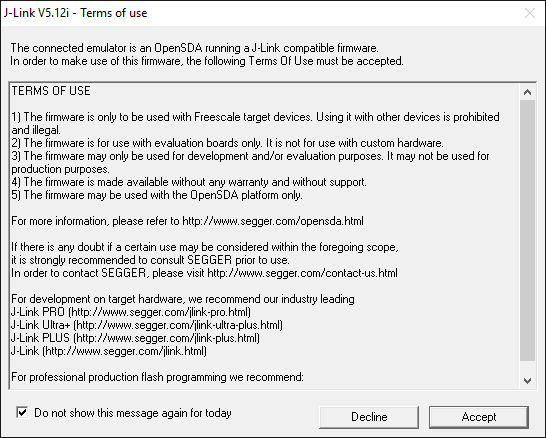 J-Link V5.12i - Terms of use
The connected emulator is an OpenSDA running a J-Link compatible firmware.
In order to make use of this firmware, the following Terms Of Use must be accepted.
TERMS OF USE
1) The firmware is only to be used with Freescale target devices. Using it with other devices is prohibited
and illegal.
2) The firmware is for use with evaluation boards only. It is not for use with custom hardware.
3) The firmware may only be used for development and/or evaluation purposes. It may not be used for
production purposes.
4) The firmware is made available without any warranty and without support.
5) The firmware may be used with the OpenSDA platform only.
For more information, please refer to http://www.segger.com/opensda.html
If there is any doubt if a certain use may be considered within the foregoing scope,
it is strongly recommended to consult SEGGER prior to use.
In order to contact SEGGER, please visit http://www.segger.com/contact-us.html
For development on target hardware, we recommend our industry leading
J-Link PRO (http://www.segger.com/jlink-pro.html)
J-Link Ultra+ (http://www.segger.com/jlink-ultra-plus.html)
J-Link PLUS (http://www.segger.com/jlink-plus.html)
J-Link (http://www.segger.com/jlink.html)
For professional production flash programming we recommend:
Do not show this message again for today
Decline
Accept